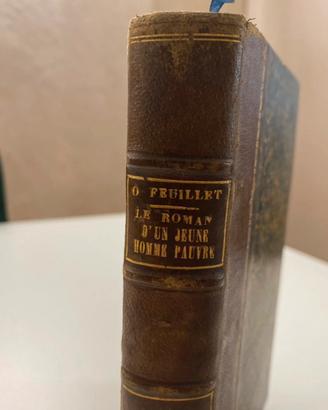 O FEUILLET
LE ROMAN
D'UN JEUNE
HOMME PAUVRE